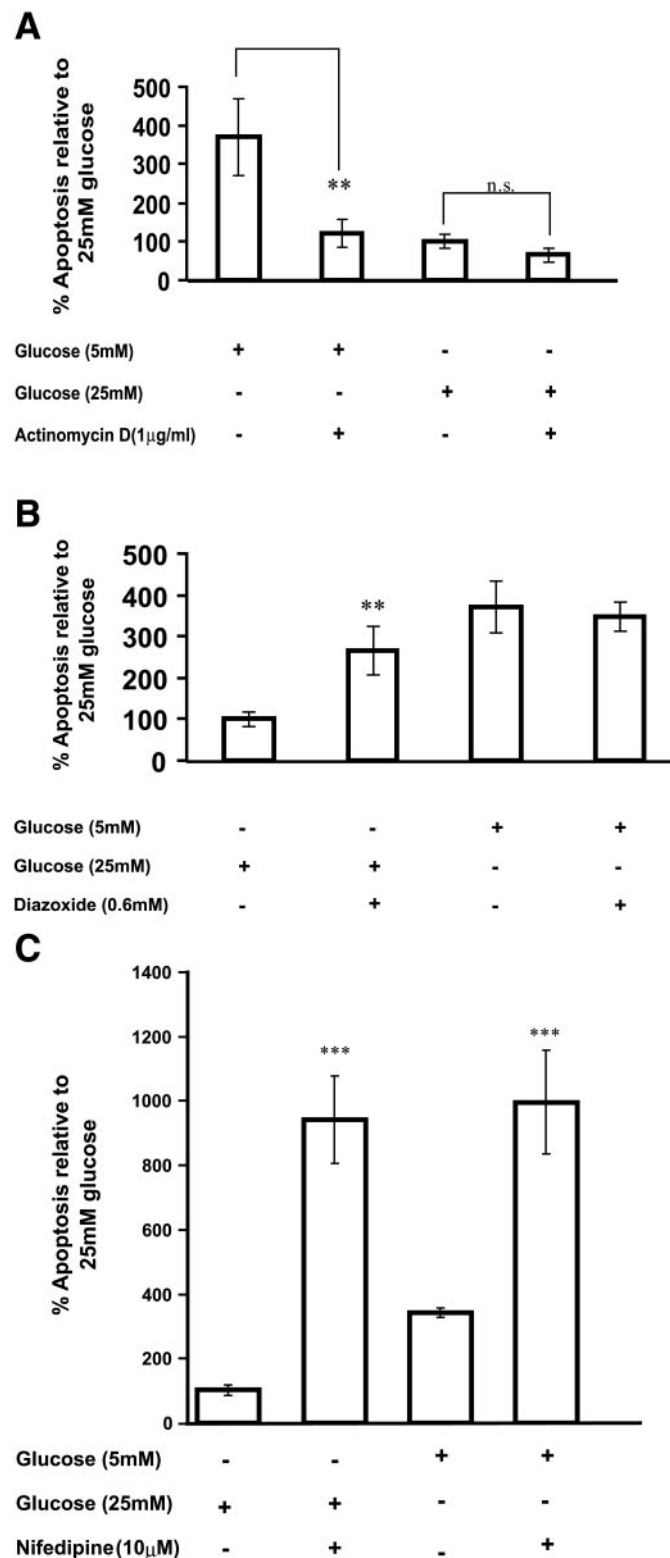 A
% Apoptosis relative to
25mM glucose
500
400
300
200
100
0
**
n.s.
Glucose (5mM) + + - -
Glucose (25mM) - - + +
Actinomycin D(1µg/ml) - + - +
B
% Apoptosis relative to
25mM glucose
500
400
300
200
100
0
**
Glucose (5mM) - - + +
Glucose (25mM) + + - -
Diazoxide (0.6mM) - + - +
C
% Apoptosis relative to
25mM glucose
1400
1200
1000
800
600
400
200
0
*** ***
Glucose (5mM) - - + +
Glucose (25mM) + + - -
Nifedipine(10µM) - + - +